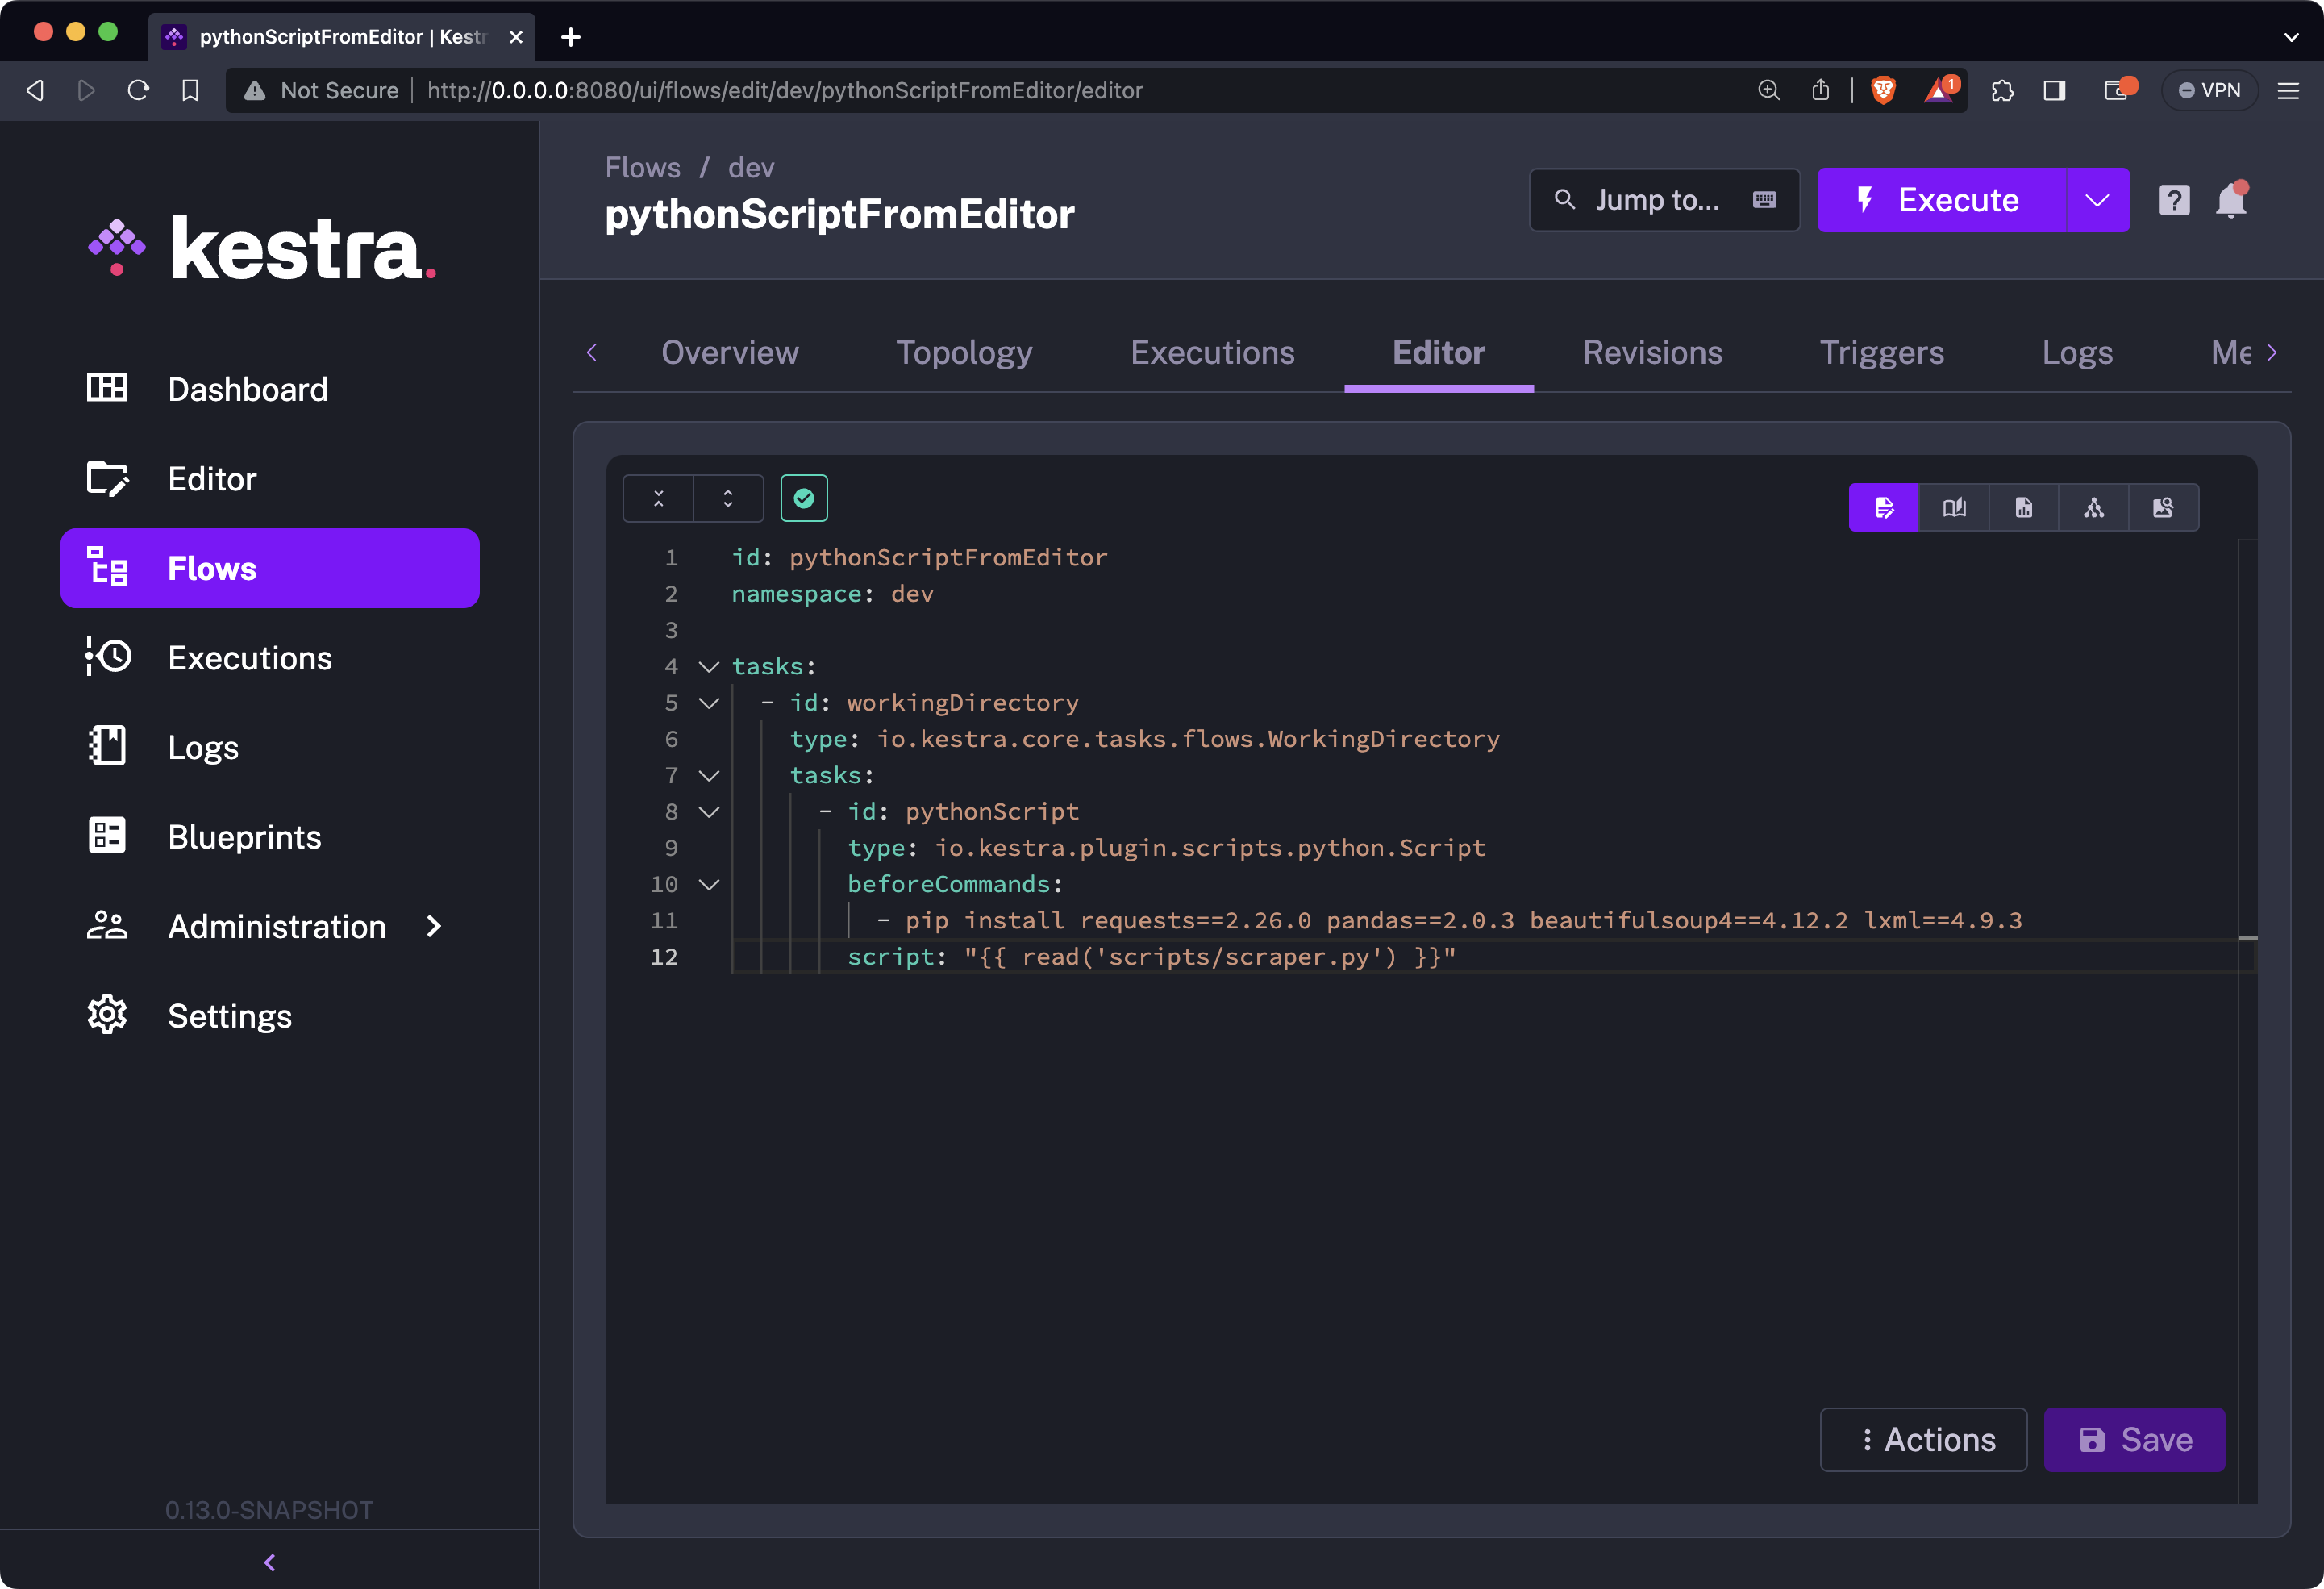 pythonScriptFromEditor | Kestr
Not Secure
http://0.0.0.0:8080/ui/flows/edit/dev/pythonScriptFromEditor/editor
1
VPN
kestra.
Dashboard
Editor
Flows
Executions
Logs
Blueprints
Administration
Settings
0.13.0-SNAPSHOT
Flows / dev
pythonScriptFromEditor
Jump to...
Execute
Overview
Topology
Executions
Editor
Revisions
Triggers
Logs
Me
1 id: pythonScriptFromEditor
2 namespace: dev
3
4 tasks:
5 - id: workingDirectory
6 type: io.kestra.core.tasks.flows.WorkingDirectory
7 tasks:
8 - id: pythonScript
9 type: io.kestra.plugin.scripts.python.Script
10 beforeCommands:
11 - pip install requests==2.26.0 pandas==2.0.3 beautifulsoup4==4.12.2 lxml==4.9.3
12 script: "{{ read('scripts/scraper.py') }}"
Actions
Save